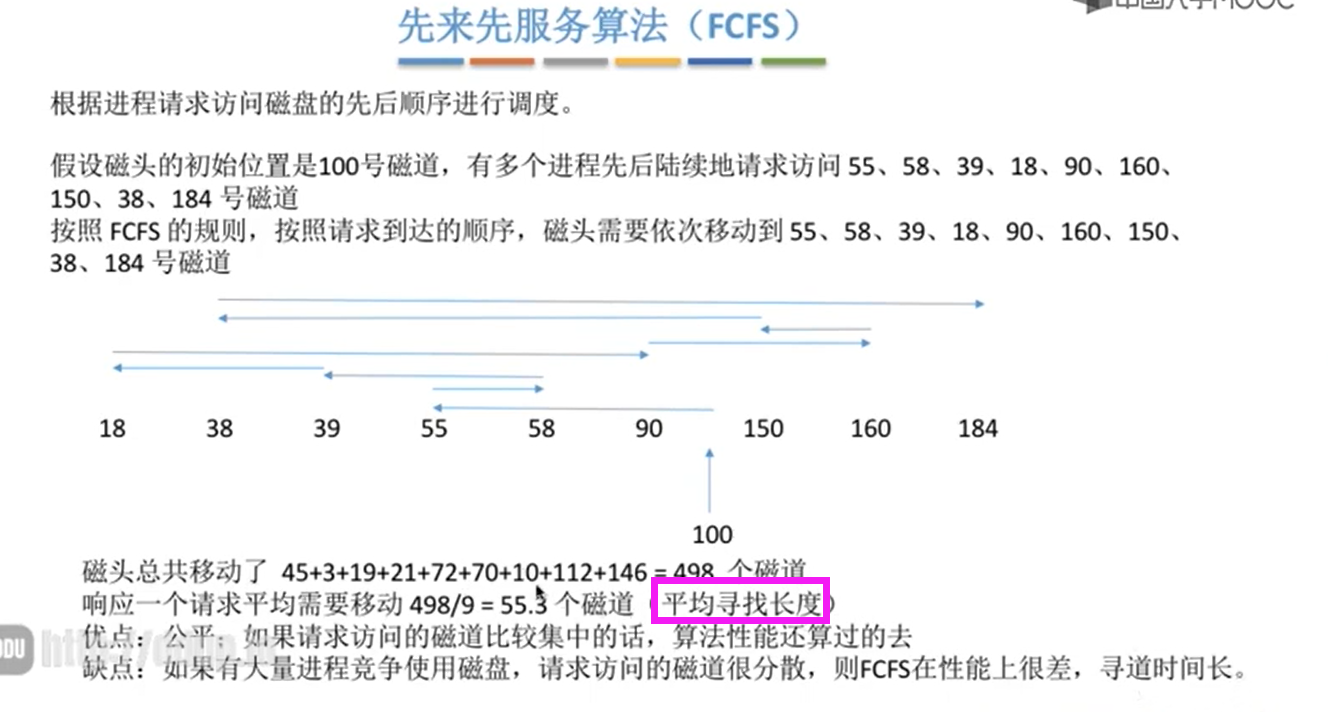 中国大学MOOC
先来先服务算法（FCFS）
根据进程请求访问磁盘的先后顺序进行调度。
假设磁头的初始位置是100号磁道，有多个进程先后陆续地请求访问 55、58、39、18、90、160、
150、38、184 号磁道
按照 FCFS 的规则，按照请求到达的顺序，磁头需要依次移动到 55、58、39、18、90、160、150、
38、184 号磁道
18 38 39 55 58 90 150 160 184
100
磁头总共移动了 45+3+19+21+72+70+10+112+146 = 498 个磁道
响应一个请求平均需要移动 498/9 = 55.3 个磁道（平均寻找长度）
优点：公平；如果请求访问的磁道比较集中的话，算法性能还算过的去
缺点：如果有大量进程竞争使用磁盘，请求访问的磁道很分散，则FCFS在性能上很差，寻道时间长。